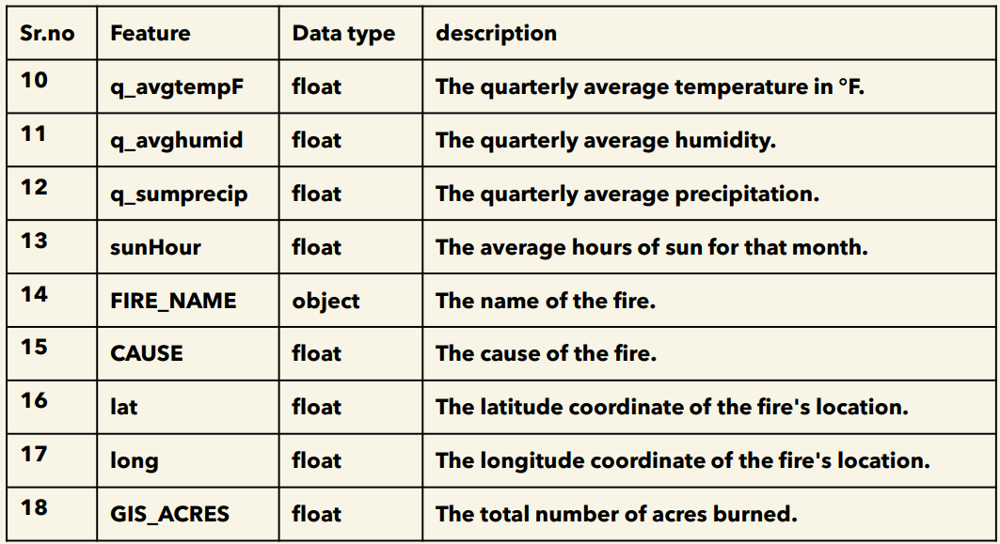 Sr.no Feature Data type description
10 q_avgtempF float The quarterly average temperature in °F.
11 q_avghumid float The quarterly average humidity.
12 q_sumprecip float The quarterly average precipitation.
13 sunHour float The average hours of sun for that month.
14 FIRE_NAME object The name of the fire.
15 CAUSE float The cause of the fire.
16 lat float The latitude coordinate of the fire's location.
17 long float The longitude coordinate of the fire's location.
18 GIS_ACRES float The total number of acres burned.